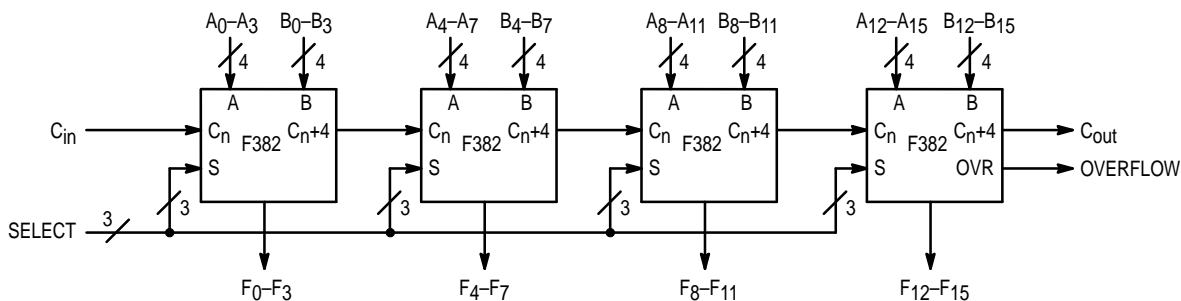 A0–A3 B0–B3 A4–A7 B4–B7 A8–A11 B8–B11 A12–A15 B12–B15
4 4 4 4 4 4 4 4
A B A B A B A B
Cin Cn F382 Cn+4 Cn F382 Cn+4 Cn F382 Cn+4 Cn F382 Cn+4 Cout
S S S S OVR OVERFLOW
3 3 3 3
SELECT 3
F0–F3 F4–F7 F8–F11 F12–F15